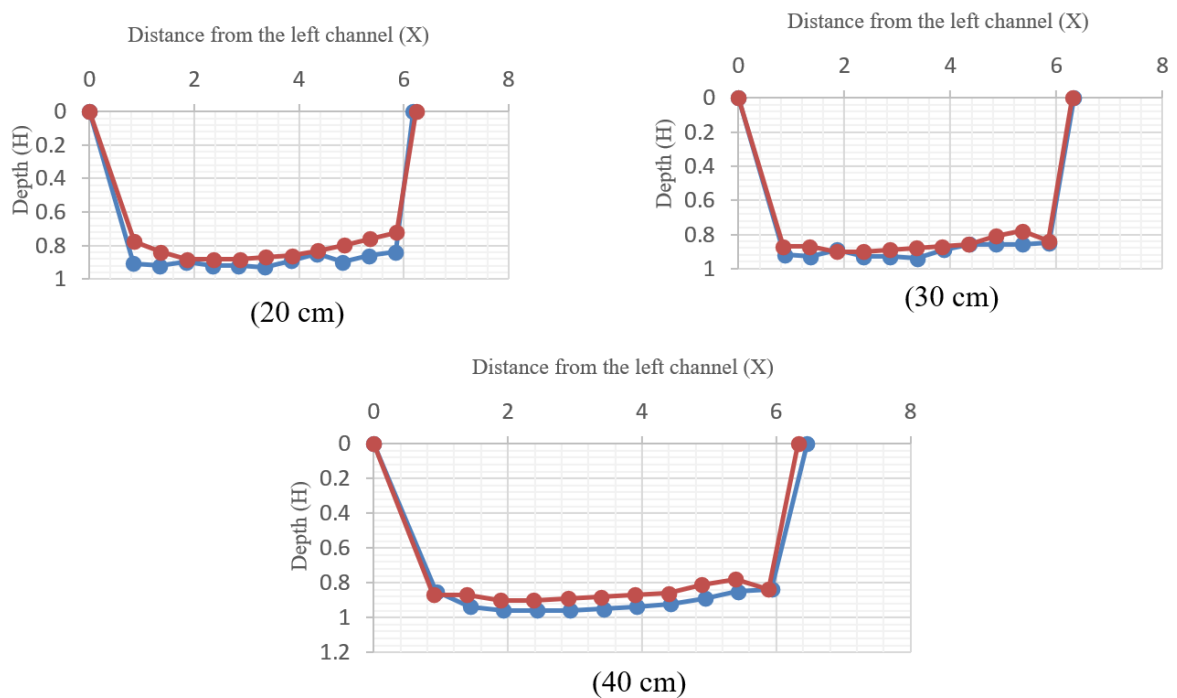 Distance from the left channel (X)
0 2 4 6 8
0
0.2
0.4
0.6
0.8
1
Depth (H)
(20 cm)
Distance from the left channel (X)
0 2 4 6 8
0
0.2
0.4
0.6
0.8
1
Depth (H)
(30 cm)
Distance from the left channel (X)
0 2 4 6 8
0
0.2
0.4
0.6
0.8
1
1.2
Depth (H)
(40 cm)